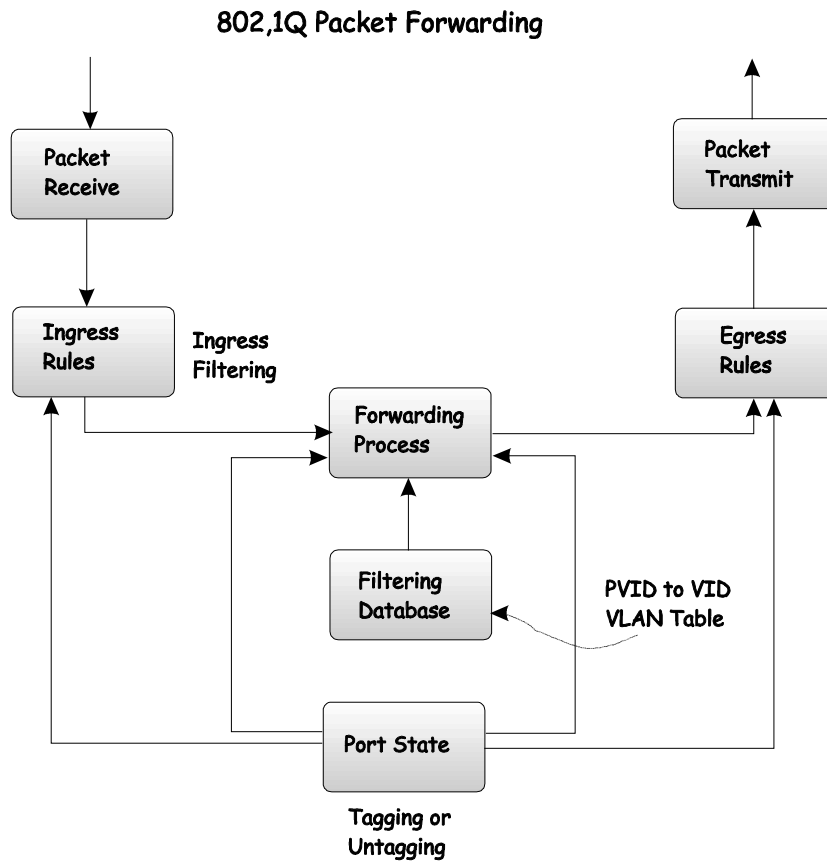 802,1Q Packet Forwarding
Packet
Receive
Packet
Transmit
Ingress
Rules
Ingress
Filtering
Egress
Rules
Forwarding
Process
Filtering
Database
PVID to VID
VLAN Table
Port State
Tagging or
Untagging